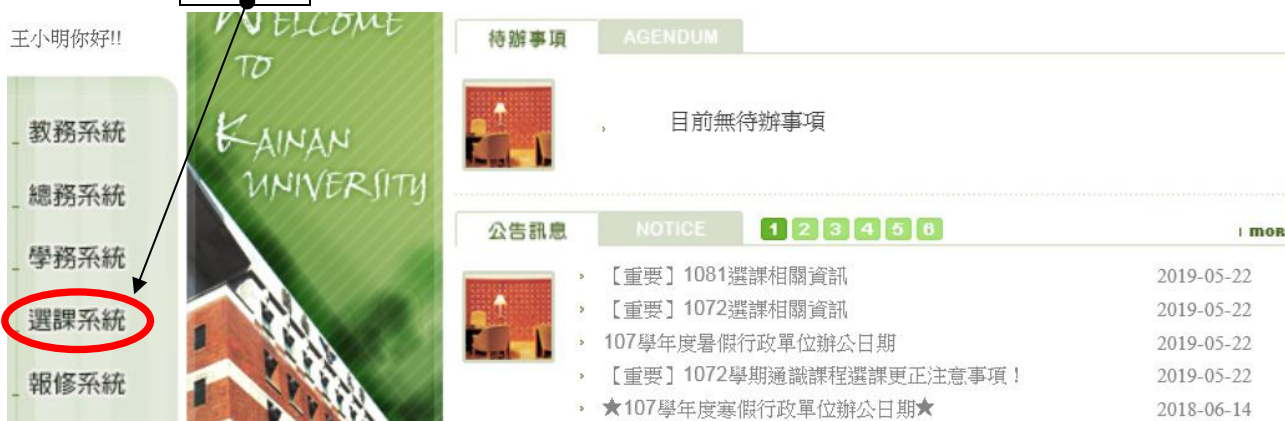 王小明你好!!
教務系統
總務系統
學務系統
選課系統
報修系統
WELCOME
TO
KAINAN
UNIVERSITY
待辦事項
AGENDUM
目前無待辦事項
公告訊息
NOTICE
1 2 3 4 5 6
【重要】1081選課相關資訊 2019-05-22
【重要】1072選課相關資訊 2019-05-22
107學年度暑假行政單位辦公日期 2019-05-22
【重要】1072學期通識課程選課更正注意事項！ 2019-05-22
★107學年度寒假行政單位辦公日期★ 2018-06-14